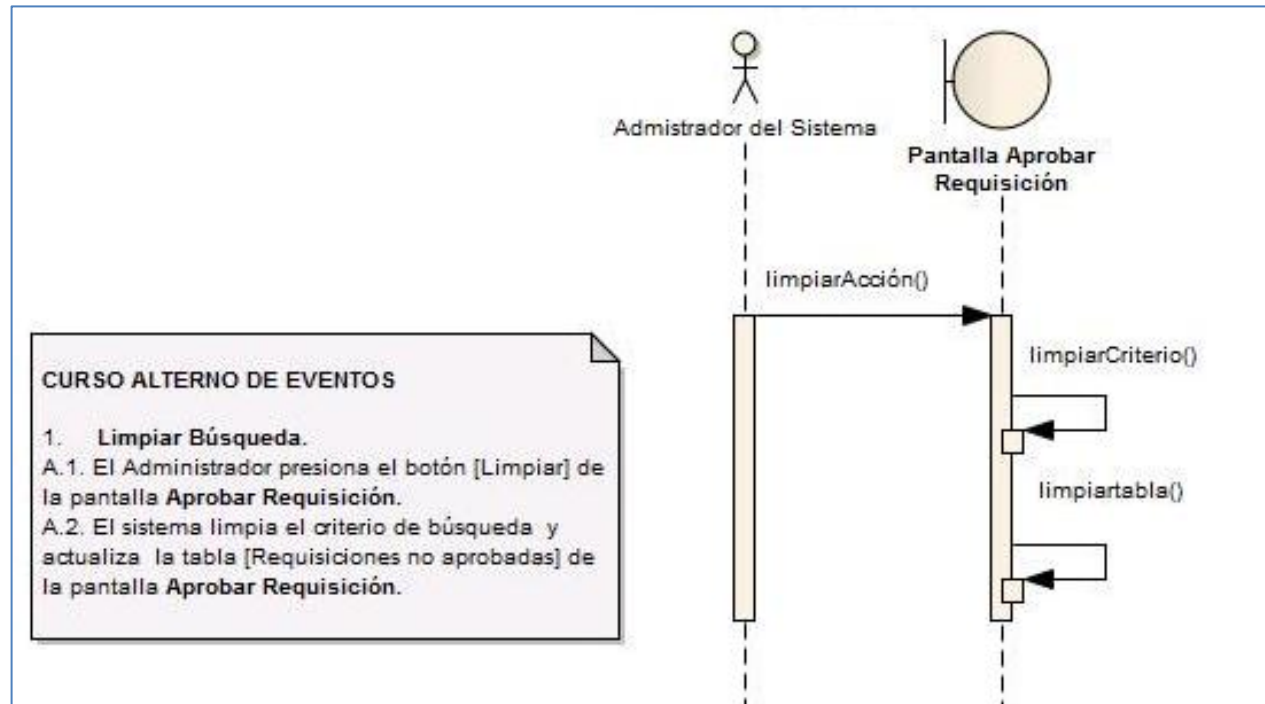 Admistrador del Sistema
Pantalla Aprobar
Requisición
limpiarAcción()
limpiarCriterio()
limpiartabla()
CURSO ALTERNO DE EVENTOS
1. Limpiar Búsqueda.
A.1. El Administrador presiona el botón [Limpiar] de
la pantalla Aprobar Requisición.
A.2. El sistema limpia el criterio de búsqueda y
actualiza la tabla [Requisiciones no aprobadas] de
la pantalla Aprobar Requisición.